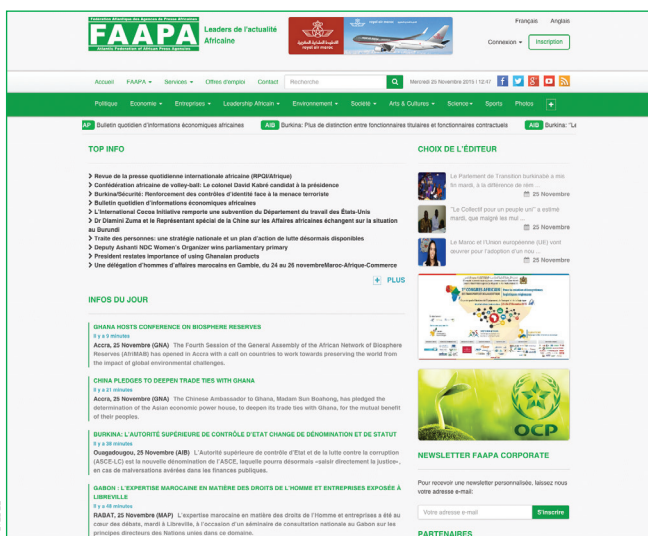 Fédération Atlantique des Agences de Presse Africaines
FAAPA
Atlantic Federation of African Press Agencies
Leaders de l'actualité
Africaine
royal air maroc
Français Anglais
Connexion
Inscription
Accueil FAAPA Services Offres d'emploi Contact
Recherche
Mercredi 25 Novembre 2015 | 12:47
Politique Economie Entreprises Leadership Africain Environnement Société Arts & Cultures Science Sports Photos
AP Bulletin quotidien d'informations économiques africaines AIB Burkina: Plus de distinction entre fonctionnaires titulaires et fonctionnaires contractuels AIB Burkina: "Le
TOP INFO
Revue de la presse quotidienne internationale africaine (RPQI/Afrique)
Confédération africaine de volley-ball: Le colonel David Kabré candidat à la présidence
Burkina/Sécurité: Renforcement des contrôles d'identité face à la menace terroriste
Bulletin quotidien d'informations économiques africaines
L'International Cocoa Initiative remporte une subvention du Département du travail des États-Unis
Dr Dlamini Zuma et le Représentant spécial de la Chine sur les Affaires africaines échangent sur la situation
au Burundi
Traite des personnes: une stratégie nationale et un plan d'action de lutte désormais disponibles
Deputy Ashanti NDC Women's Organizer wins parliamentary primary
President restates importance of using Ghanaian products
Une délégation d'hommes d'affaires marocains en Gambie, du 24 au 26 novembreMaroc-Afrique-Commerce
+ PLUS
INFOS DU JOUR
GHANA HOSTS CONFERENCE ON BIOSPHERE RESERVES
Il y a 9 minutes
Accra, 25 Novembre (GNA) The Fourth Session of the General Assembly of the African Network of Biosphere
Reserves (AfriMAB) has opened in Accra with a call on countries to work towards preserving the world from
the impact of global environmental challenges.
CHINA PLEDGES TO DEEPEN TRADE TIES WITH GHANA
Il y a 21 minutes
Accra, 25 Novembre (GNA) The Chinese Ambassador to Ghana, Madam Sun Boahong, has pledged the
determination of the Asian economic power house, to deepen its trade ties with Ghana, for the mutual benefit
of their peoples.
BURKINA: L'AUTORITÉ SUPÉRIEURE DE CONTRÔLE D'ETAT CHANGE DE DÉNOMINATION ET DE STATUT
Il y a 38 minutes
Ouagadougou, 25 Novembre (AIB) L'Autorité supérieure de contrôle d'Etat et de la lutte contre la corruption
(ASCE-LC) est la nouvelle dénomination de l'ASCE, laquelle pourra désormais «saisir directement la justice»,
en cas de malversations avérées dans les finances publiques.
GABON : L'EXPERTISE MAROCAINE EN MATIÈRE DES DROITS DE L'HOMME ET ENTREPRISES EXPOSÉE À
LIBREVILLE
Il y a 48 minutes
RABAT, 25 Novembre (MAP) L'expertise marocaine en matière des droits de l'Homme et entreprises a été au
cœur des débats, mardi à Libreville, à l'occasion d'un séminaire de consultation nationale au Gabon sur les
principes directeurs des Nations unies dans ce domaine.
CHOIX DE L'ÉDITEUR
Le Parlement de Transition burkinabè a mis
fin mardi, à la différence de rém ...
25 Novembre
"Le Collectif pour un peuple uni" a estimé
mardi, que malgré les mul ...
25 Novembre
Le Maroc et l'Union européenne (UE) vont
œuvrer pour l'adoption d'un nou ...
25 Novembre
OCP
NEWSLETTER FAAPA CORPORATE
Pour recevoir une newsletter personnalisée, laissez nous
votre adresse e-mail:
Votre adresse e-mail
S'inscrire
PARTENAIRES